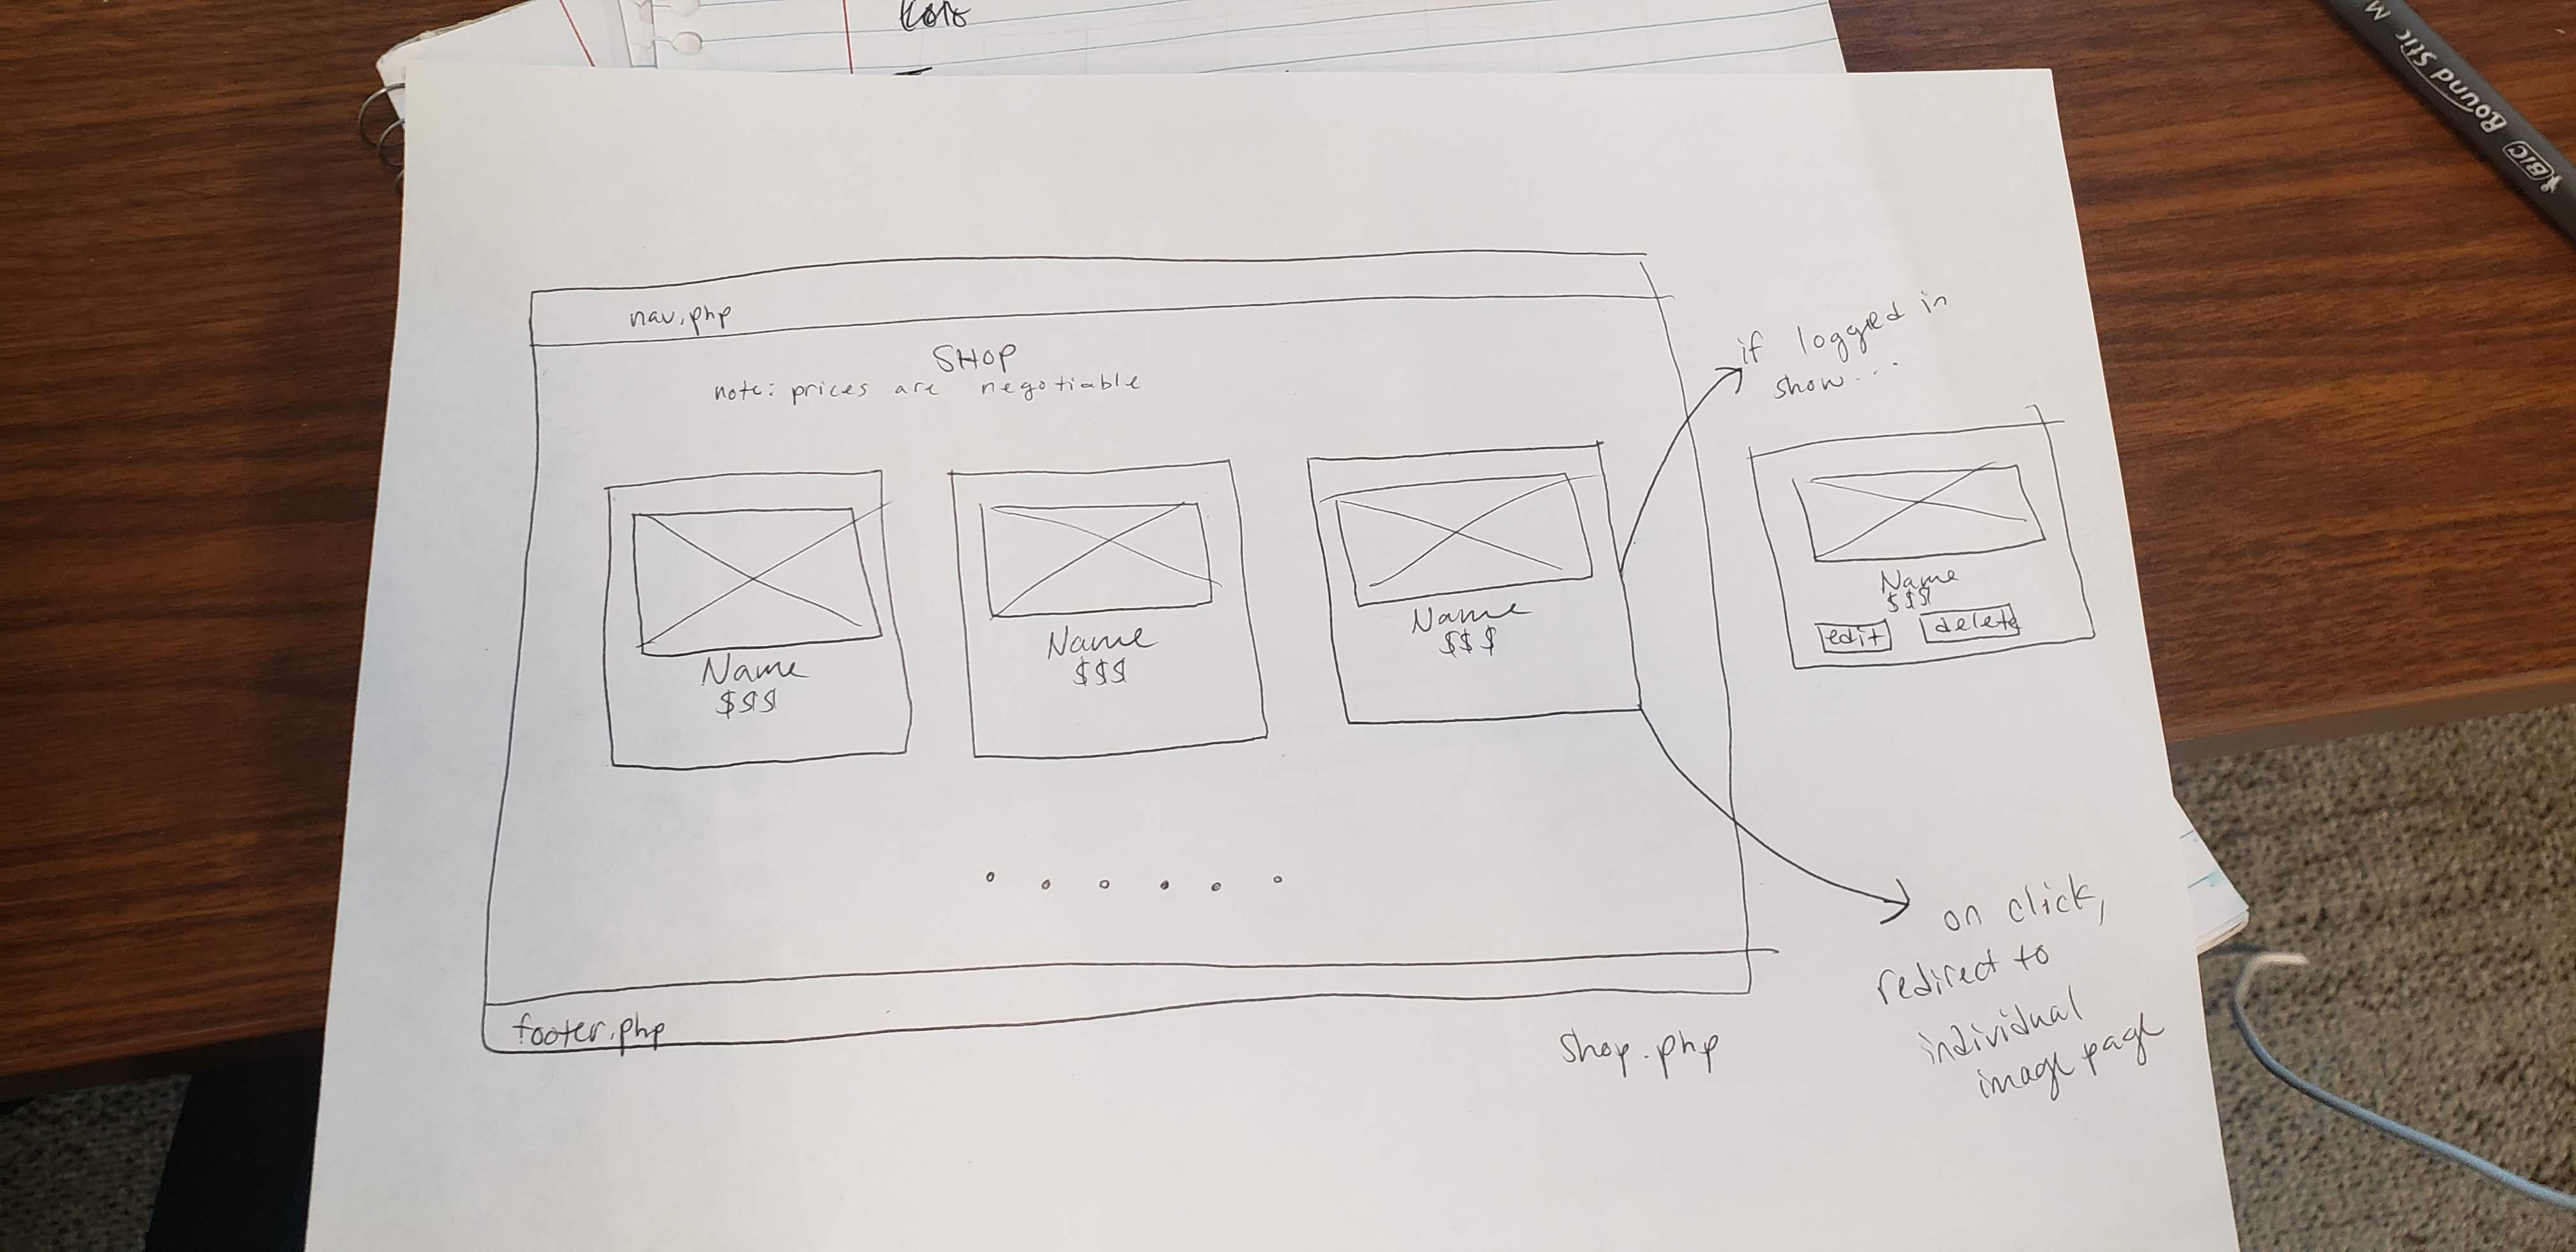 nav.php
SHOP
note: prices are negotiable
Name
$$$
Name
$$$
Name
$$$
if logged in
show...
Name
$$$
edit
delete
on click,
redirect to
individual
image page
footer.php
Shop.php
BIC Round Stic M